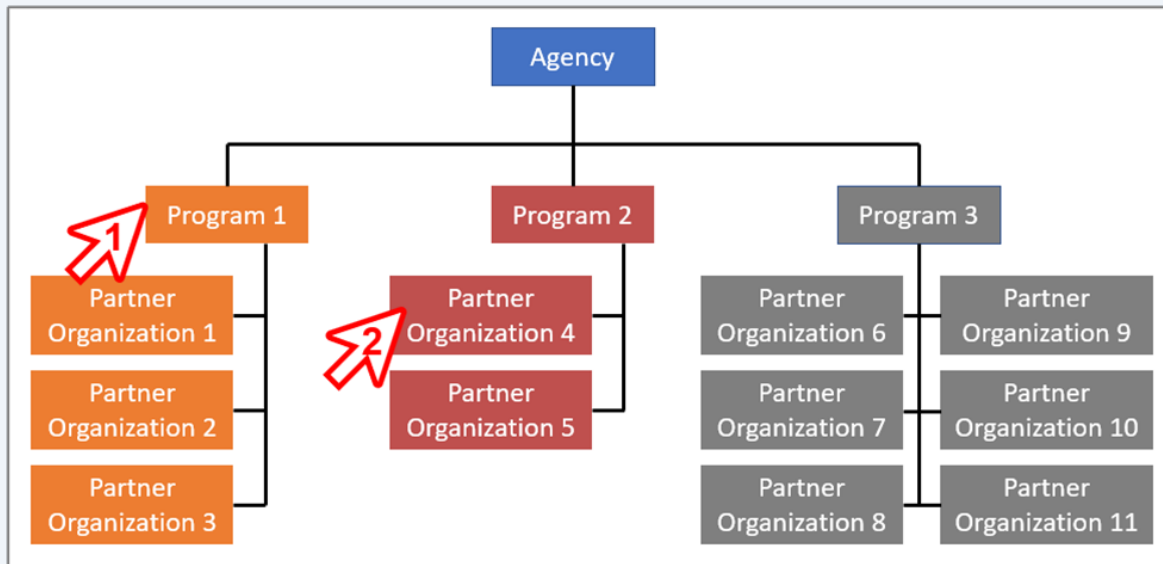 Agency
Program 1
Program 2
Program 3
1
Partner
Organization 1
Partner
Organization 2
Partner
Organization 3
2
Partner
Organization 4
Partner
Organization 5
Partner
Organization 6
Partner
Organization 7
Partner
Organization 8
Partner
Organization 9
Partner
Organization 10
Partner
Organization 11